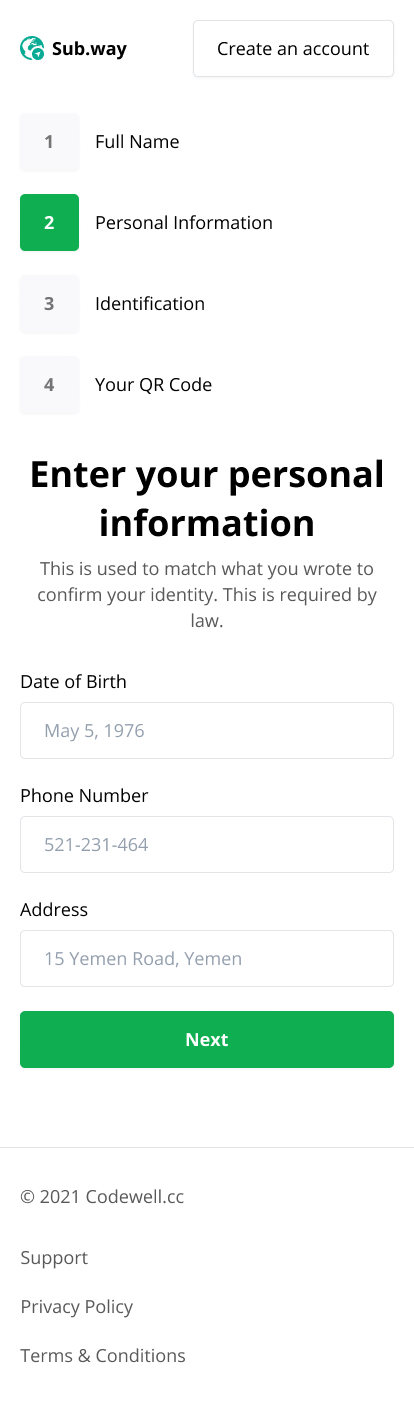 Sub.way
Create an account
1
Full Name
2
Personal Information
3
Identification
4
Your QR Code
Enter your personal
information
This is used to match what you wrote to
confirm your identity. This is required by
law.
Date of Birth
May 5, 1976
Phone Number
521-231-464
Address
15 Yemen Road, Yemen
Next
© 2021 Codewell.cc
Support
Privacy Policy
Terms & Conditions